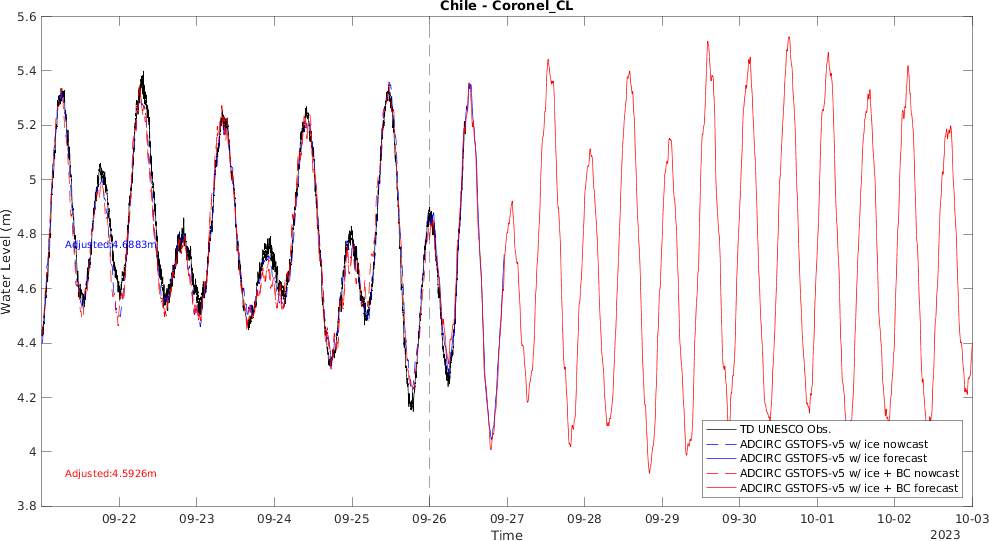 Chile - Coronel_CL
5.6
5.4
5.2
5
4.8
4.6
4.4
4.2
4
3.8
Water Level (m)
Adjusted:4.6883m
Adjusted:4.5926m
TD UNESCO Obs.
ADCIRC GSTOFS-v5 w/ ice nowcast
ADCIRC GSTOFS-v5 w/ ice forecast
ADCIRC GSTOFS-v5 w/ ice + BC nowcast
ADCIRC GSTOFS-v5 w/ ice + BC forecast
09-22 09-23 09-24 09-25 09-26 09-27 09-28 09-29 09-30 10-01 10-02 10-03
Time
2023